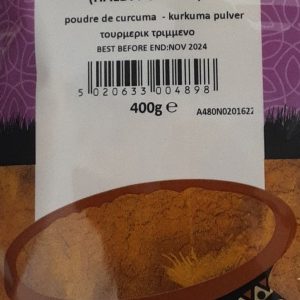 poudre de curcuma - kurkuma pulver
τουρμερικ τριμμενο
BEST BEFORE END:NOV 2024
5 020633 004898
400g e
A480N0201622